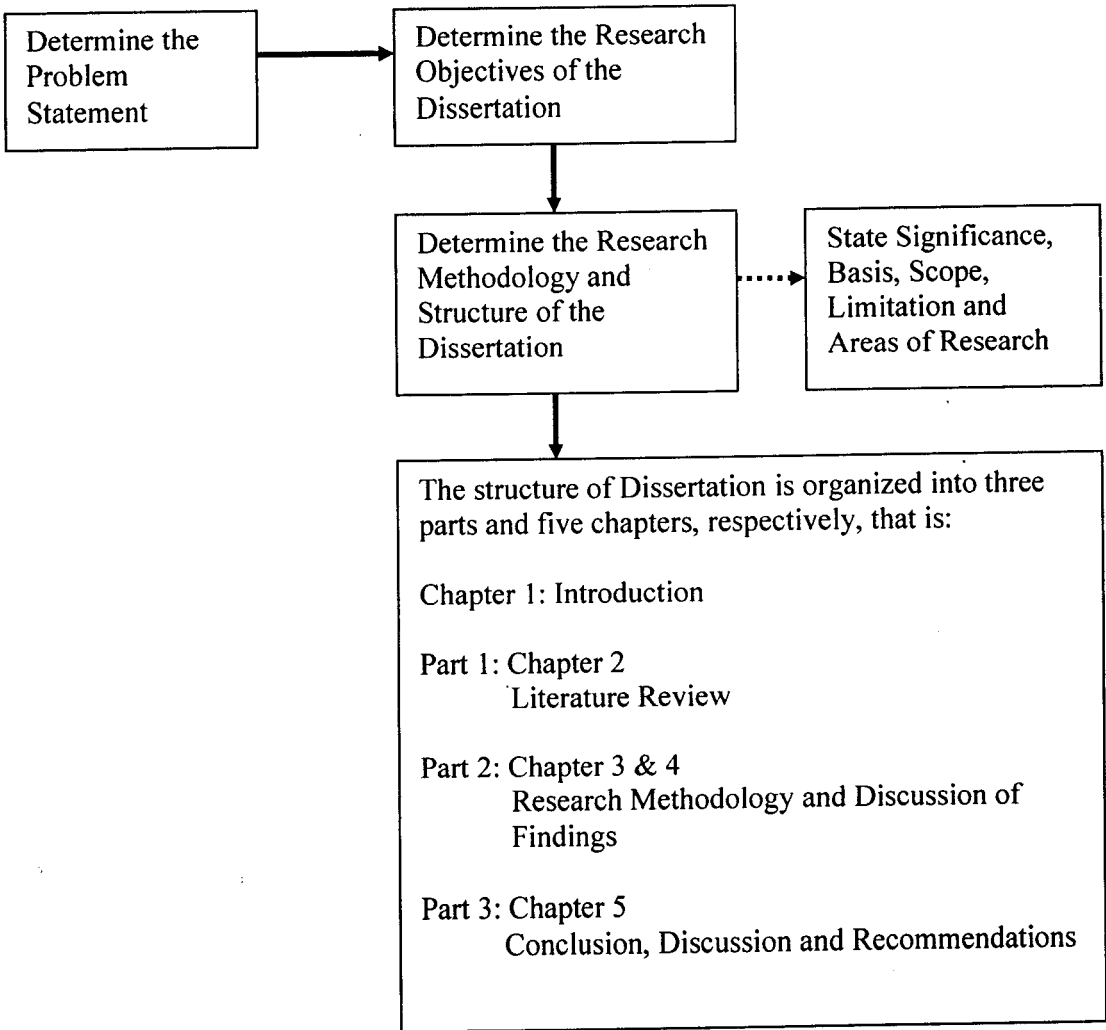 Determine the
Problem
Statement
Determine the Research
Objectives of the
Dissertation
Determine the Research
Methodology and
Structure of the
Dissertation
State Significance,
Basis, Scope,
Limitation and
Areas of Research
The structure of Dissertation is organized into three
parts and five chapters, respectively, that is:
Chapter 1: Introduction
Part 1: Chapter 2
Literature Review
Part 2: Chapter 3 & 4
Research Methodology and Discussion of
Findings
Part 3: Chapter 5
Conclusion, Discussion and Recommendations